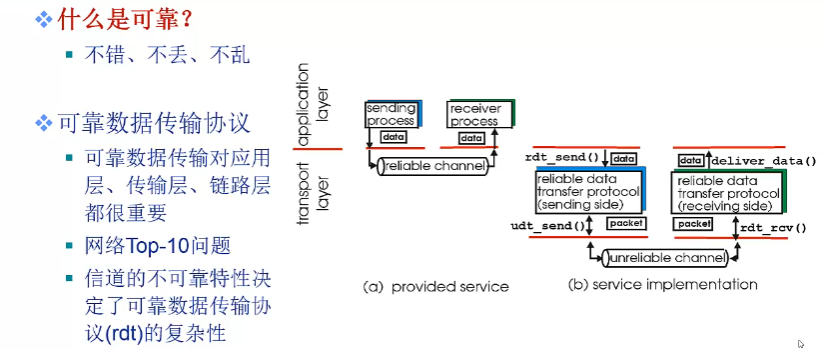 什么是可靠？
不错、不丢、不乱
可靠数据传输协议
可靠数据传输对应用
层、传输层、链路层
都很重要
网络Top-10问题
信道的不可靠特性决
定了可靠数据传输协
议(rdt)的复杂性
application
layer
transport
layer
sending
process
data
receiver
process
data
reliable channel
(a) provided service
rdt_send()
data
reliable data
transfer protocol
(sending side)
udt_send()
packet
data
deliver_data()
reliable data
transfer protocol
(receiving side)
packet
rdt_rcv()
unreliable channel
(b) service implementation